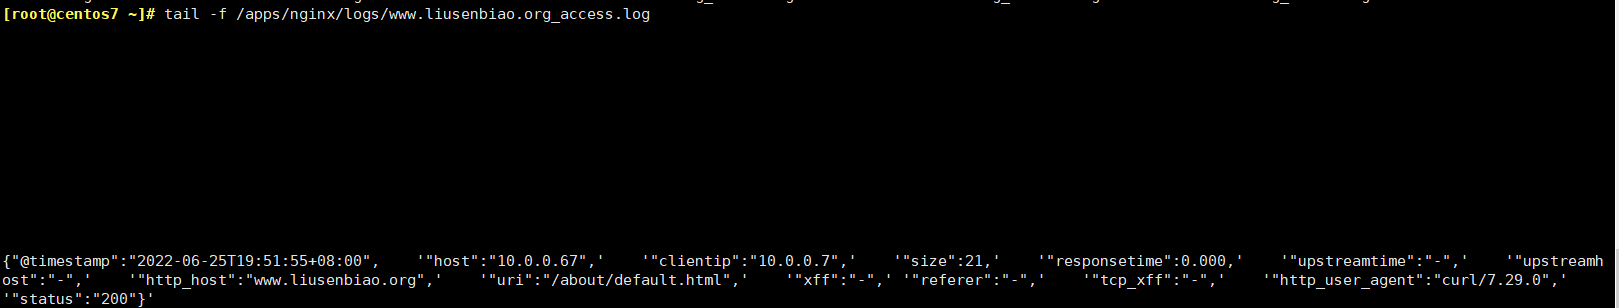 [root@centos7 ~]# tail -f /apps/nginx/logs/www.liusenbiao.org_access.log
{"@timestamp":"2022-06-25T19:51:55+08:00",    '"host":"10.0.0.67",'    '"clientip":"10.0.0.7",'    '"size":21,'    '"responsetime":0.000,'    '"upstreamtime":"-",'    '"upstreamh
ost":"-",'    '"http_host":"www.liusenbiao.org",'    '"uri":"/about/default.html",'    '"xff":"-",' '"referer":"-",'    '"tcp_xff":"-",'    '"http_user_agent":"curl/7.29.0",'
'"status":"200"}'